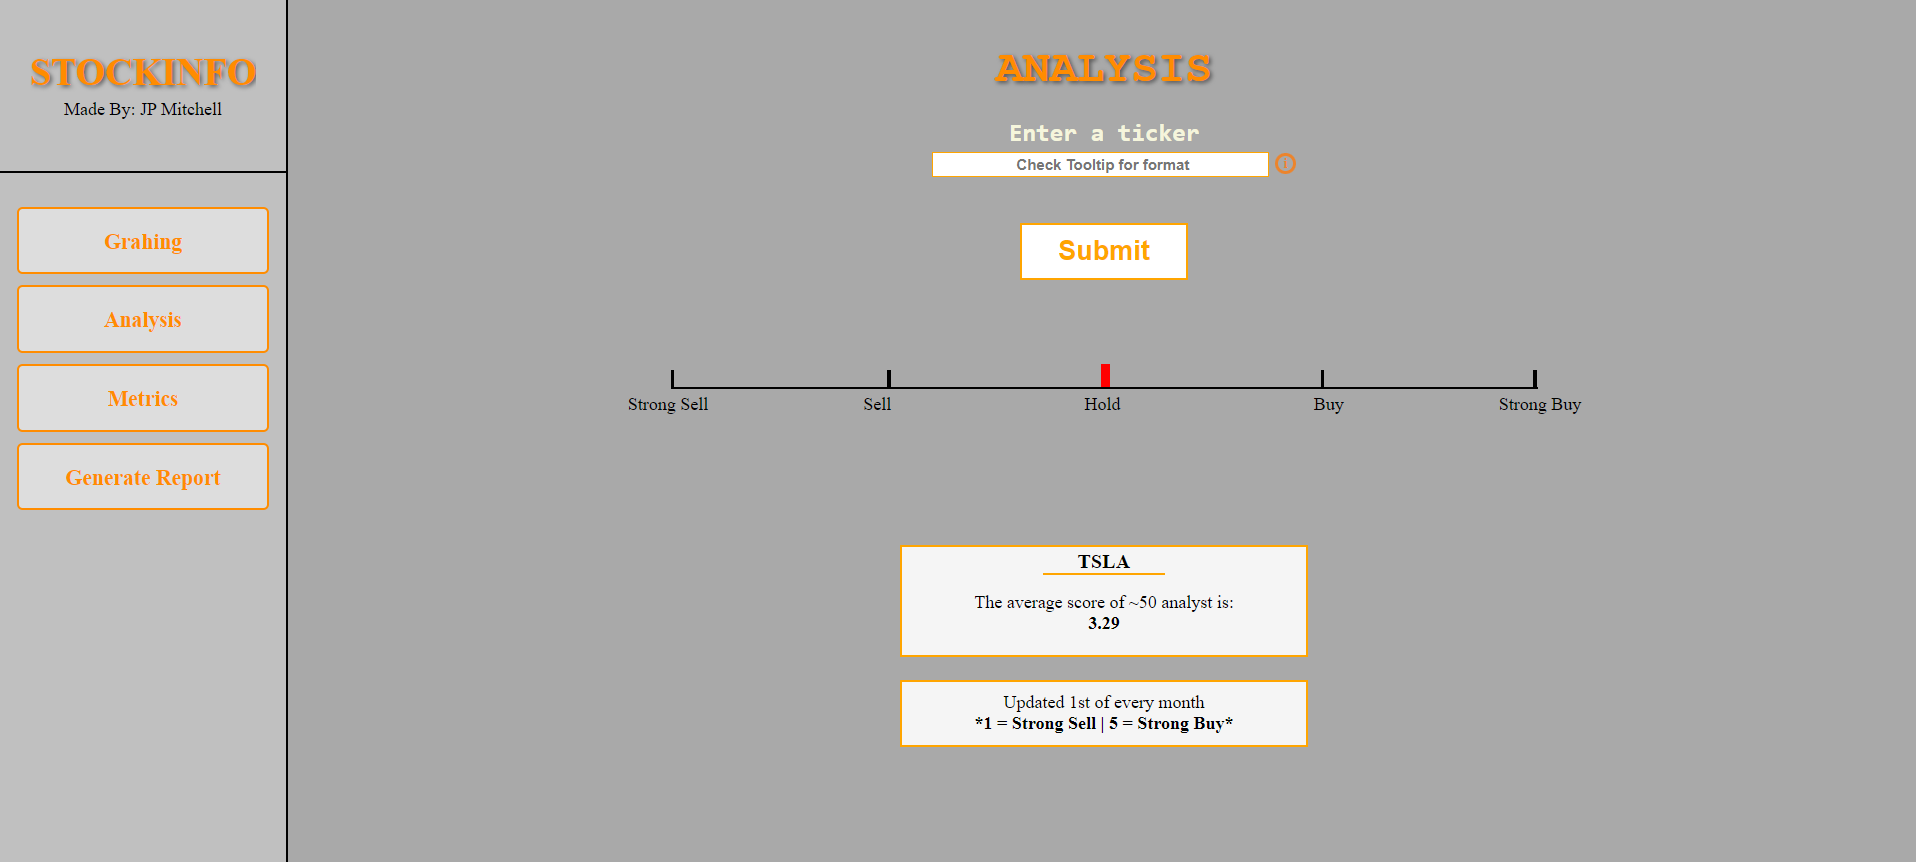 STOCKINFO
Made By: JP Mitchell
Grahing
Analysis
Metrics
Generate Report
ANALYSIS
Enter a ticker
Check Tooltip for format
i
Submit
Strong Sell
Sell
Hold
Buy
Strong Buy
TSLA
The average score of ~50 analyst is:
3.29
Updated 1st of every month
*1 = Strong Sell | 5 = Strong Buy*